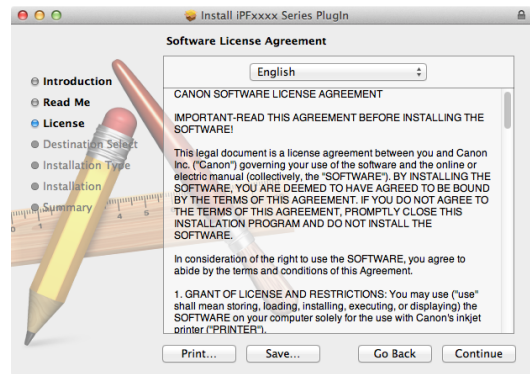 Install iPFxxxx Series PlugIn
Software License Agreement
Introduction
Read Me
License
Destination Select
Installation Type
Installation
Summary
English
CANON SOFTWARE LICENSE AGREEMENT
IMPORTANT-READ THIS AGREEMENT BEFORE INSTALLING THE
SOFTWARE!
This legal document is a license agreement between you and Canon
Inc. ("Canon") governing your use of the software and the online or
electric manual (collectively, the "SOFTWARE"). BY INSTALLING THE
SOFTWARE, YOU ARE DEEMED TO HAVE AGREED TO BE BOUND
BY THE TERMS OF THIS AGREEMENT. IF YOU DO NOT AGREE TO
THE TERMS OF THIS AGREEMENT, PROMPTLY CLOSE THIS
INSTALLATION PROGRAM AND DO NOT INSTALL THE
SOFTWARE.
In consideration of the right to use the SOFTWARE, you agree to
abide by the terms and conditions of this Agreement.
1. GRANT OF LICENSE AND RESTRICTIONS: You may use ("use"
shall mean storing, loading, installing, executing, or displaying) the
SOFTWARE on your computer solely for the use with Canon's inkjet
printer ("PRINTER").
0 1 4 5
Print... Save... Go Back Continue